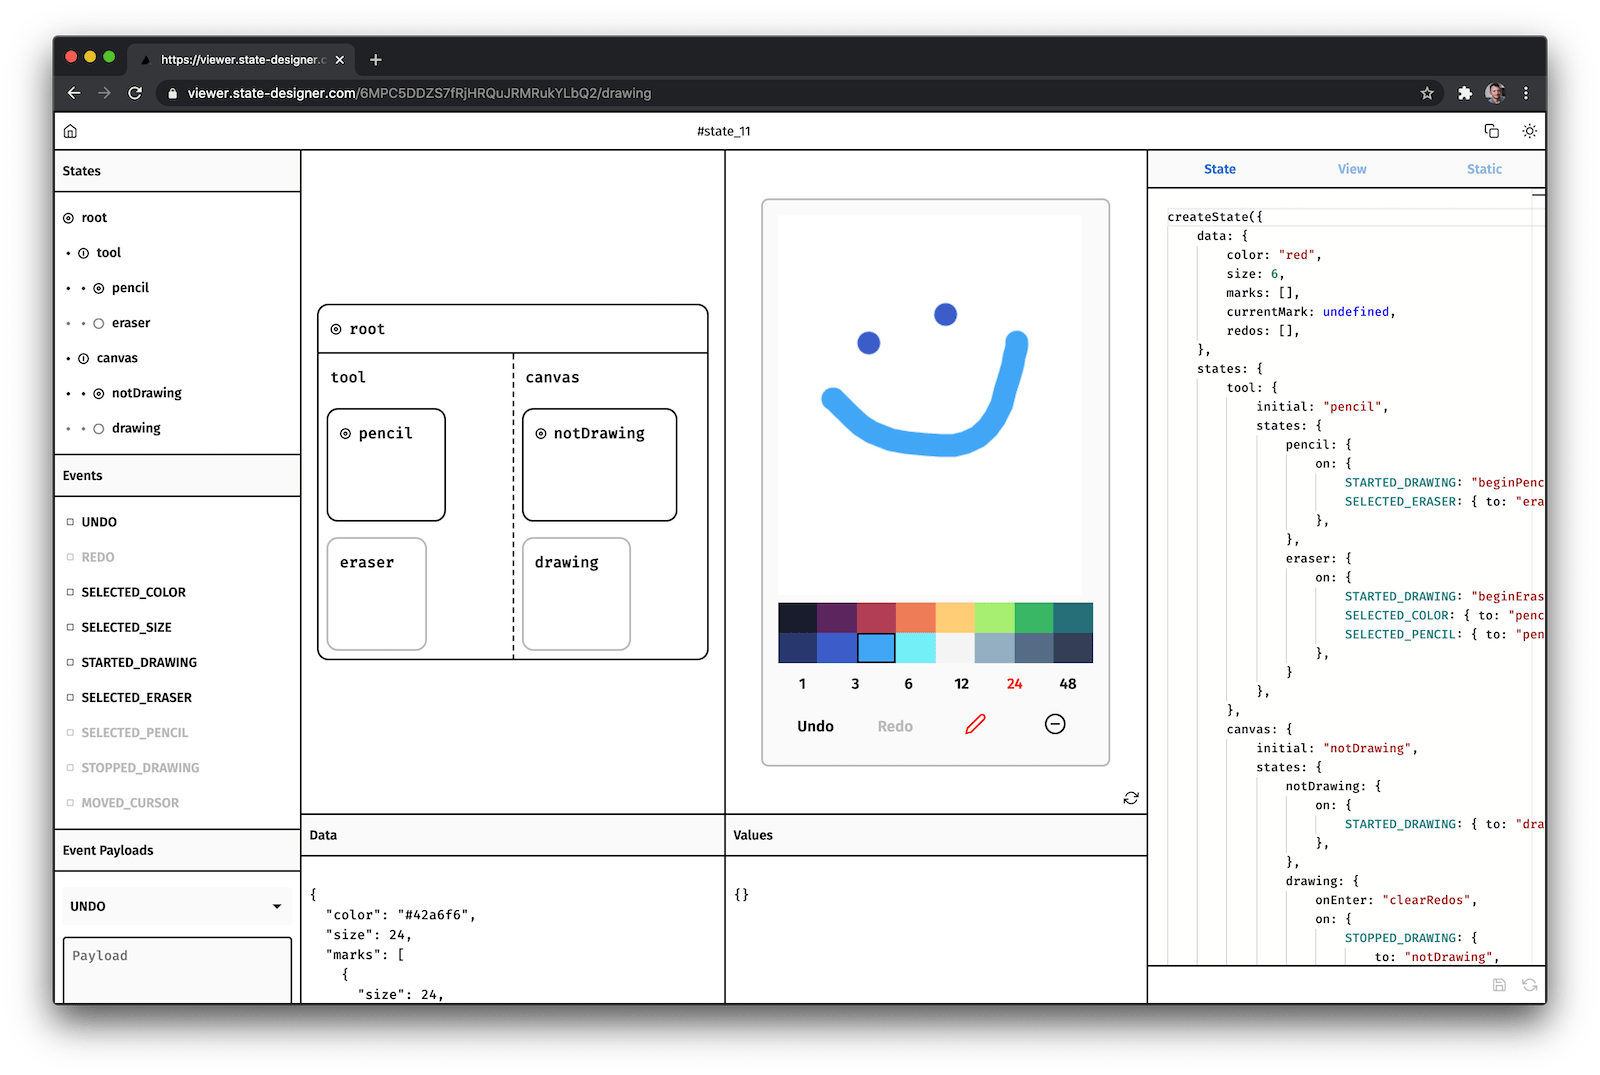 https://viewer.state-designer.c
viewer.state-designer.com/6MPC5DDZS7fRjHRQuJRMRukYLbQ2/drawing
#state_11
States
root
tool
pencil
eraser
canvas
notDrawing
drawing
Events
UNDO
REDO
SELECTED_COLOR
SELECTED_SIZE
STARTED_DRAWING
SELECTED_ERASER
SELECTED_PENCIL
STOPPED_DRAWING
MOVED_CURSOR
Event Payloads
UNDO
Payload
root
tool
canvas
pencil
notDrawing
eraser
drawing
Data
{
"color": "#42a6f6",
"size": 24,
"marks": [
{
"size": 24,
1 3 6 12 24 48
Undo Redo
Values
{}
State View Static
createState({
data: {
color: "red",
size: 6,
marks: [],
currentMark: undefined,
redos: [],
},
states: {
tool: {
initial: "pencil",
states: {
pencil: {
on: {
STARTED_DRAWING: "beginPenc
SELECTED_ERASER: { to: "era
},
},
eraser: {
on: {
STARTED_DRAWING: "beginEras
SELECTED_COLOR: { to: "penc
SELECTED_PENCIL: { to: "pen
},
}
},
},
canvas: {
initial: "notDrawing",
states: {
notDrawing: {
on: {
STARTED_DRAWING: { to: "dra
},
},
drawing: {
onEnter: "clearRedos",
on: {
STOPPED_DRAWING: {
to: "notDrawing",